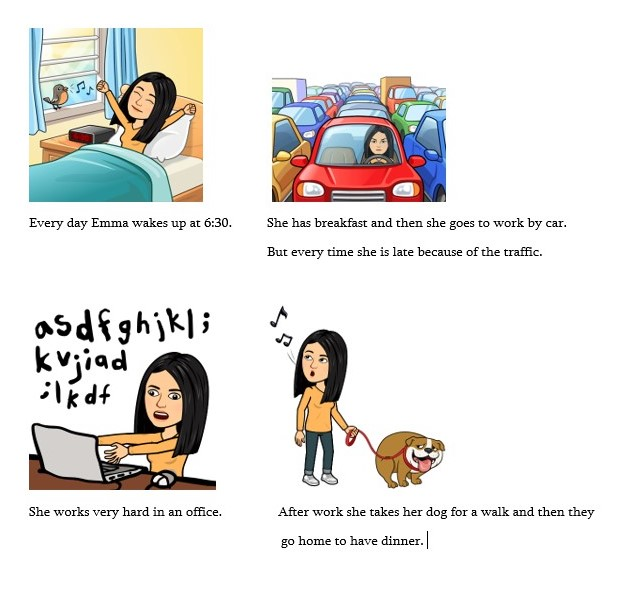 Every day Emma wakes up at 6:30.
She has breakfast and then she goes to work by car.
But every time she is late because of the traffic.
asdfghjkl;
kvjiad
;lkdf
She works very hard in an office.
After work she takes her dog for a walk and then they
go home to have dinner.